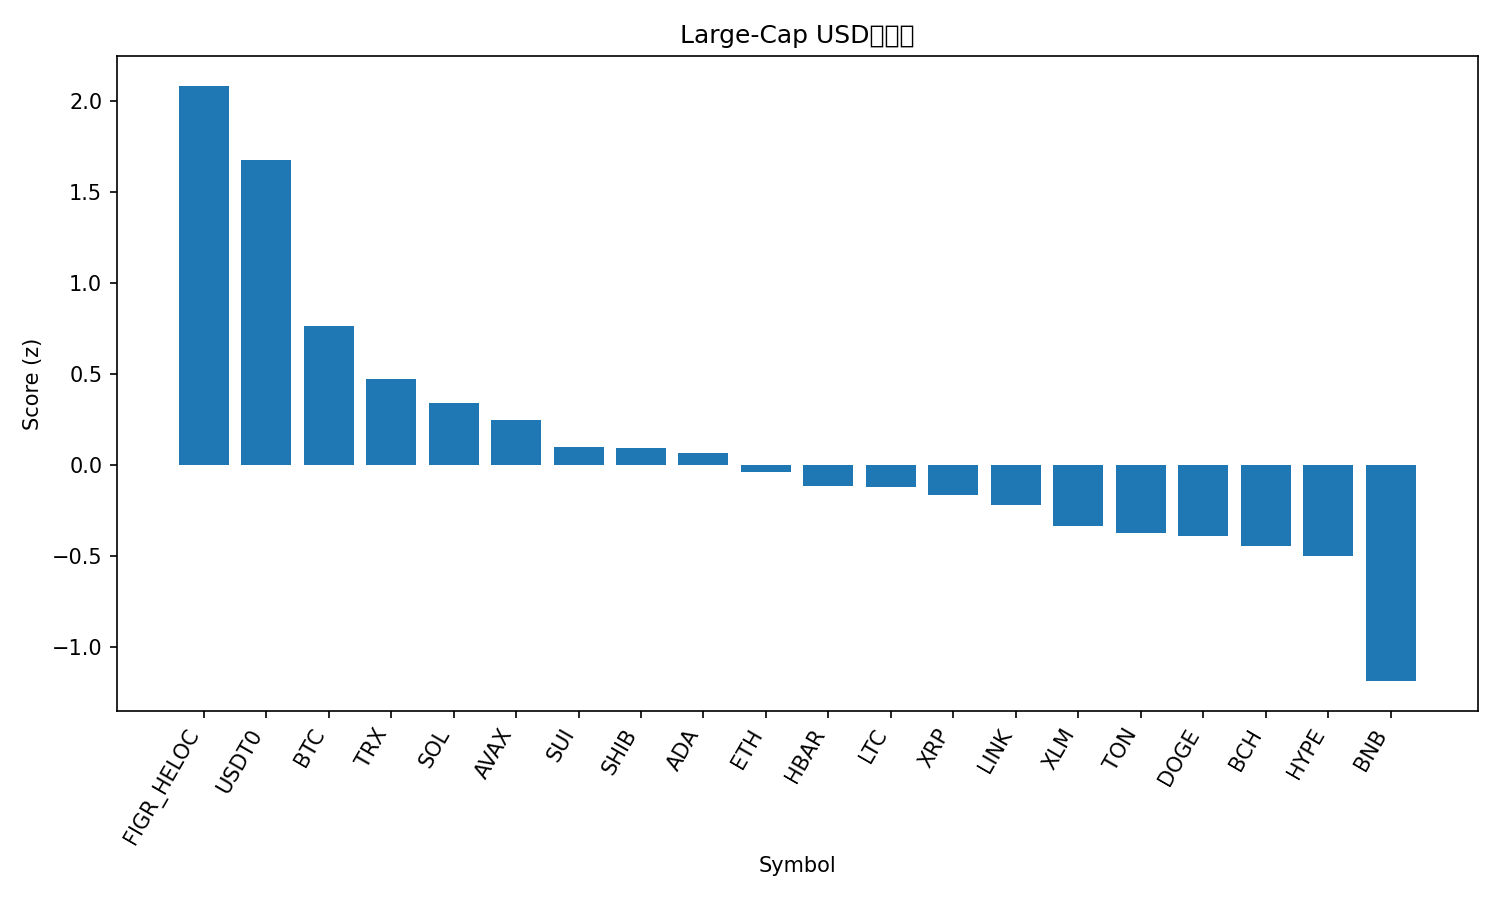 Large-Cap USD
2.0
1.5
1.0
0.5
0.0
−0.5
−1.0
Score (z)
FIGR_HELOC
USDT0
BTC
TRX
SOL
AVAX
SUI
SHIB
ADA
ETH
HBAR
LTC
XRP
LINK
XLM
TON
DOGE
BCH
HYPE
BNB
Symbol